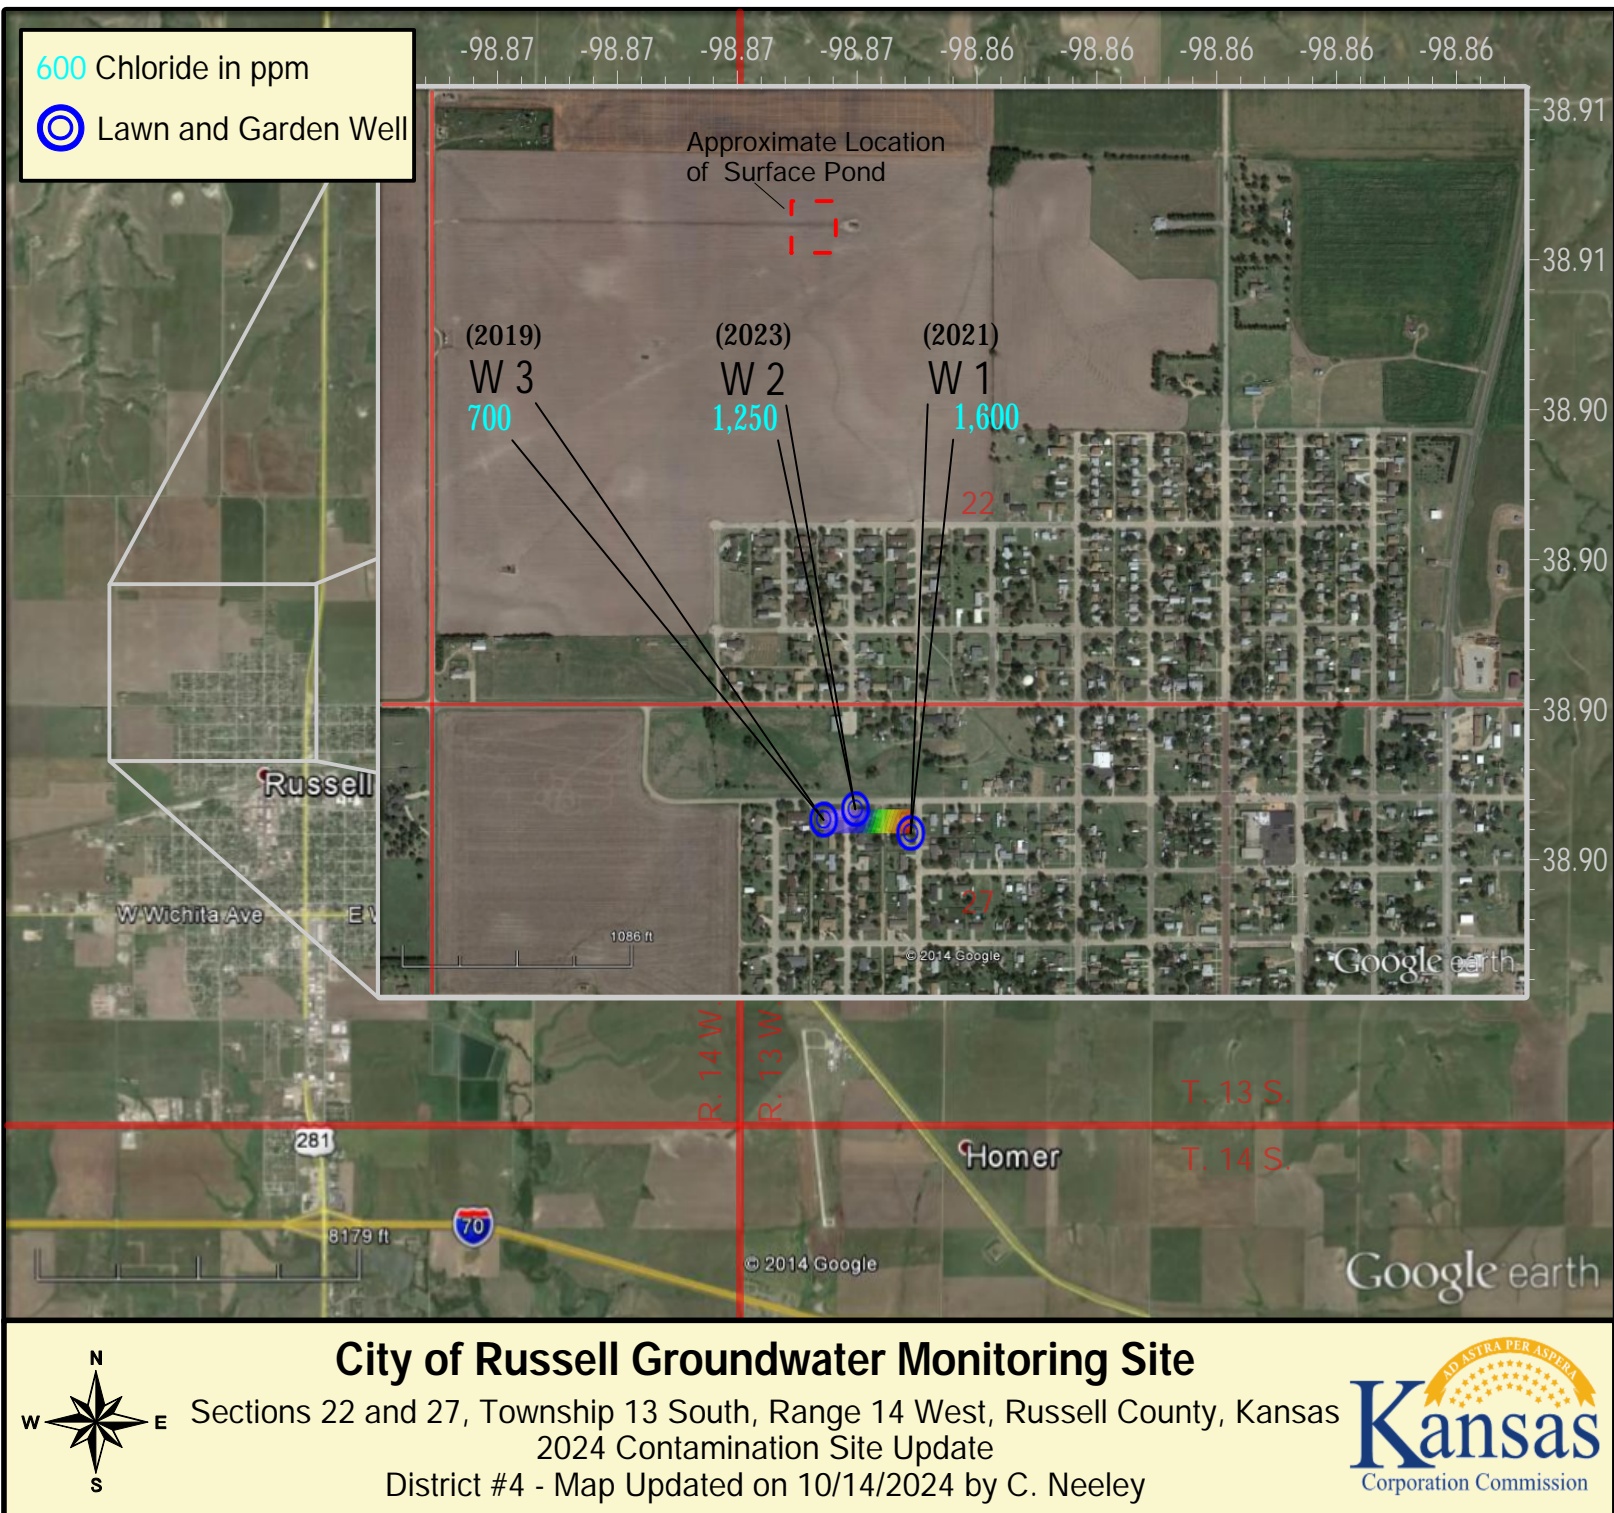 600 Chloride in ppm
Lawn and Garden Well
-98.87 -98.87 -98.87 -98.87 -98.86 -98.86 -98.86 -98.86 -98.86
38.91
38.91
38.90
38.90
38.90
38.90
Approximate Location
of Surface Pond
(2019)
W 3
700
(2023)
W 2
1,250
(2021)
W 1
1,600
22
27
1086 ft
© 2014 Google
Google earth
Russell
W Wichita Ave
E
R. 14 W
R. 13 W
T. 13 S.
T. 14 S.
281
Homer
70
8179 ft
© 2014 Google
Google earth
N
W E
S
City of Russell Groundwater Monitoring Site
Sections 22 and 27, Township 13 South, Range 14 West, Russell County, Kansas
2024 Contamination Site Update
District #4 - Map Updated on 10/14/2024 by C. Neeley
AD ASTRA PER ASPERA
Kansas
Corporation Commission